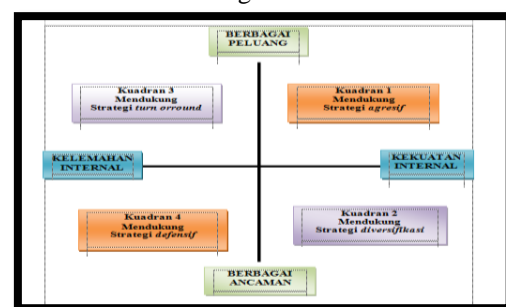 BERBAGAI
PELUANG
Kuadran 3
Mendukung
Strategi turn orround
Kuadran 1
Mendukung
Strategi agresif
KELEMAHAN
INTERNAL
KEKUATAN
INTERNAL
Kuadran 4
Mendukung
Strategi defensif
Kuadran 2
Mendukung
Strategi diversifikasi
BERBAGAI
ANCAMAN